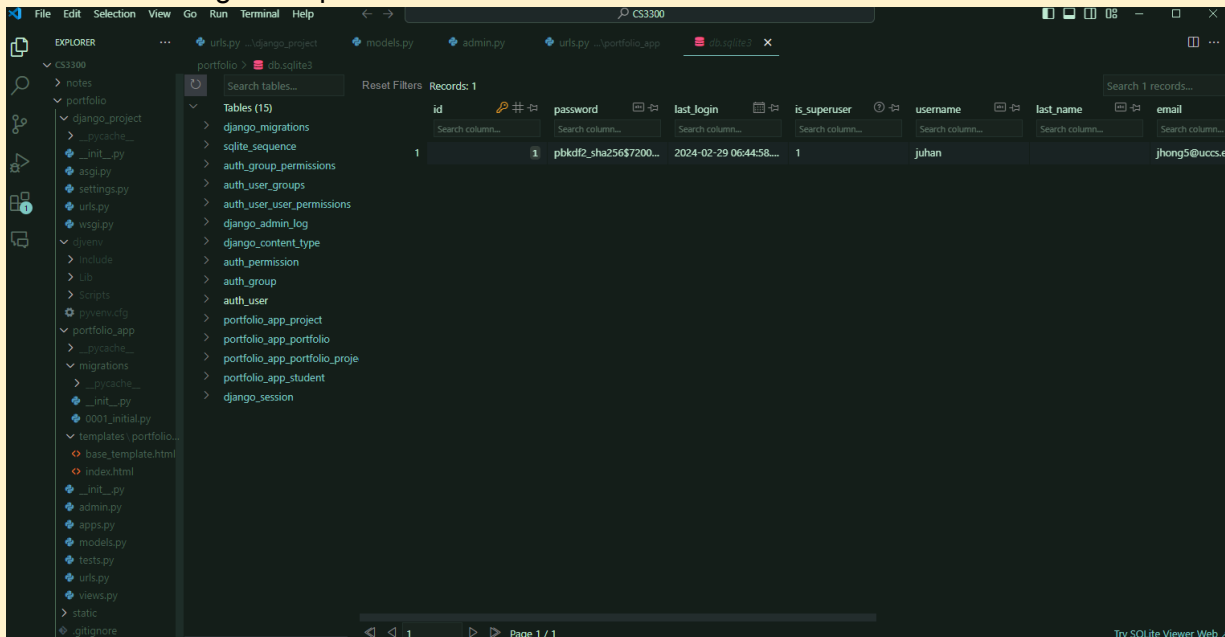 File Edit Selection View Go Run Terminal Help CS3300
EXPLORER
urls.py ...\django_project models.py admin.py urls.py ...\portfolio_app db.sqlite3
CS3300
portfolio > db.sqlite3
notes
portfolio
django_project
__pycache__
__init__.py
asgi.py
settings.py
urls.py
wsgi.py
djvenv
Include
Lib
Scripts
pyvenv.cfg
portfolio_app
__pycache__
migrations
__pycache__
__init__.py
0001_initial.py
templates \ portfolio...
base_template.html
index.html
__init__.py
admin.py
apps.py
models.py
tests.py
urls.py
views.py
static
.gitignore
1
Search tables...
Tables (15)
django_migrations
sqlite_sequence
auth_group_permissions
auth_user_groups
auth_user_user_permissions
django_admin_log
django_content_type
auth_permission
auth_group
auth_user
portfolio_app_project
portfolio_app_portfolio
portfolio_app_portfolio_proje
portfolio_app_student
django_session
Reset Filters Records: 1 Search 1 records...
id password last_login is_superuser username last_name email
Search column... Search column... Search column... Search column... Search column... Search column... Search column
1 1 pbkdf2_sha256$7200... 2024-02-29 06:44:58.... 1 juhan jhong5@uccs.e
1 Page 1 / 1
Try SQLite Viewer Web